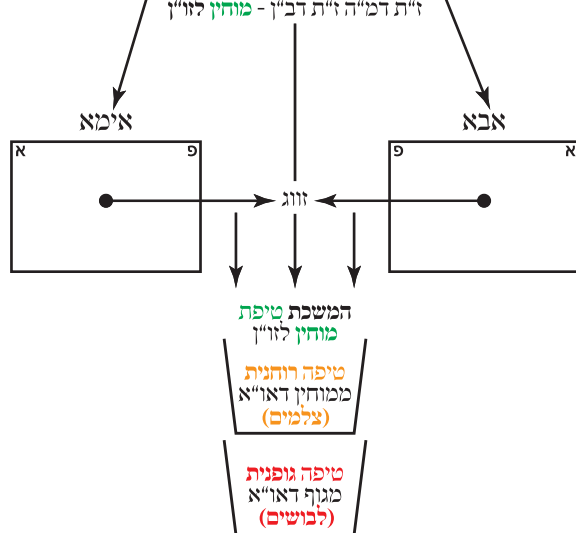 ז"ת דמ"ה ז"ת דב"ן - מוחין לזו"ן
אבא
אימא
א
פ
פ
א
זווג
המשכת טיפת
מוחין לזו"ן
טיפה רוחנית
ממוחין דאו"א
(צלמים)
טיפה גופנית
מגוף דאו"א
(לבושים)